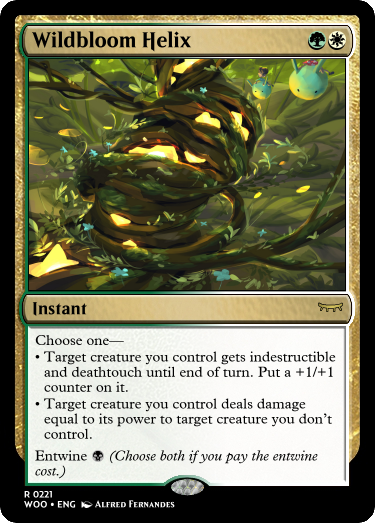 Wildbloom Helix
Instant
Choose one—
• Target creature you control gets indestructible
and deathtouch until end of turn. Put a +1/+1
counter on it.
• Target creature you control deals damage
equal to its power to target creature you don’t
control.
Entwine (Choose both if you pay the entwine
cost.)
R 0221
WOO • ENG Alfred Fernandes